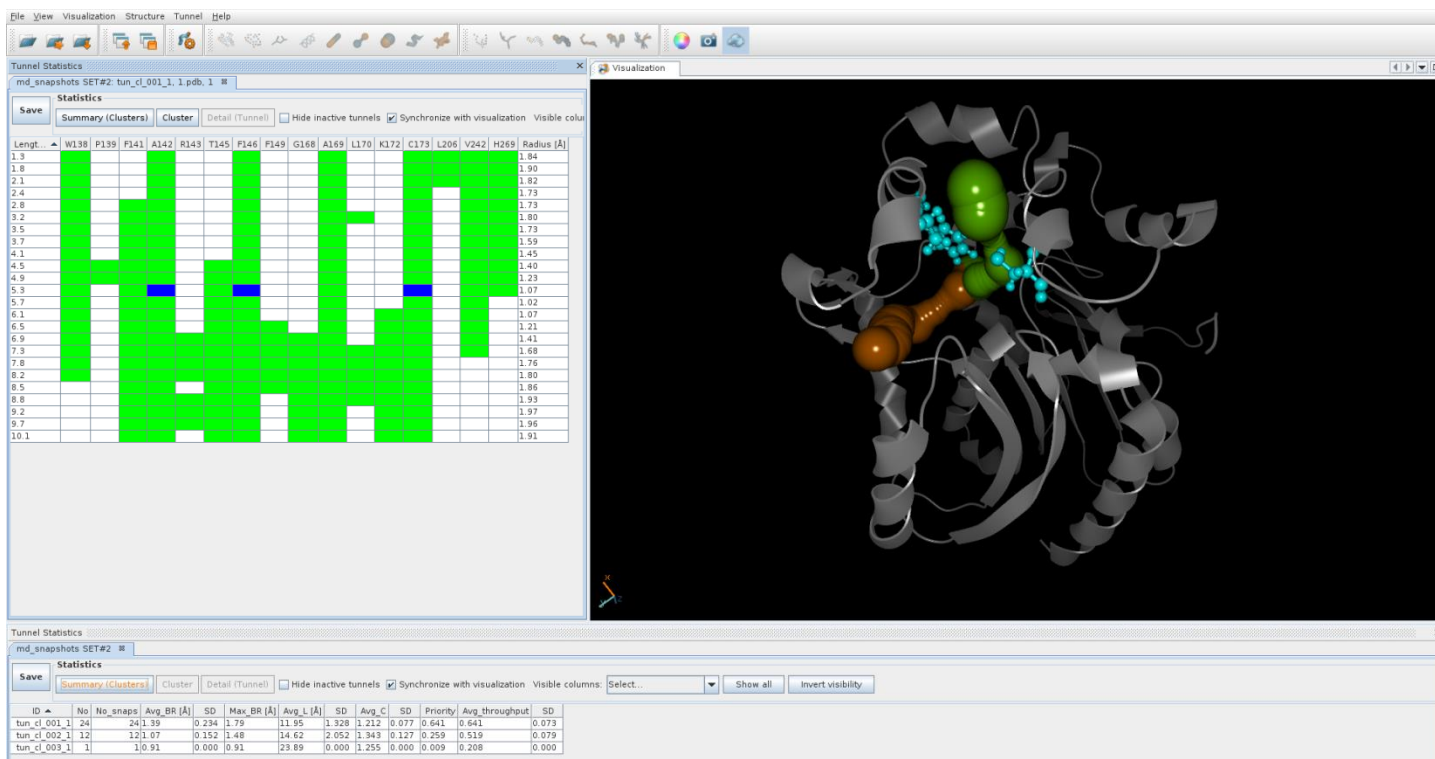 File View Visualization Structure Tunnel Help
Tunnel Statistics
md_snapshots SET#2: tun_cl_001_1, 1.pdb, 1
Statistics
Save Summary (Clusters) Cluster Detail (Tunnel) Hide inactive tunnels Synchronize with visualization Visible colu
Lengt... W138 P139 F141 A142 R143 T145 F146 F149 G168 A169 L170 K172 C173 L206 V242 H269 Radius [Å]
1.3 1.84
1.8 1.90
2.1 1.82
2.4 1.73
2.8 1.73
3.2 1.80
3.5 1.73
3.7 1.59
4.1 1.45
4.5 1.40
4.9 1.23
5.3 1.07
5.7 1.02
6.1 1.07
6.5 1.21
6.9 1.41
7.3 1.68
7.8 1.76
8.2 1.80
8.5 1.86
8.8 1.93
9.2 1.97
9.7 1.96
10.1 1.91
Visualization
Tunnel Statistics
md_snapshots SET#2
Statistics
Save Summary (Clusters) Cluster Detail (Tunnel) Hide inactive tunnels Synchronize with visualization Visible columns: Select... Show all Invert visibility
ID No No_snaps Avg_BR [Å] SD Max_BR [Å] Avg_L [Å] SD Avg_C SD Priority Avg_throughput SD
tun_cl_001_1 24 24 1.39 0.234 1.79 11.95 1.328 1.212 0.077 0.641 0.641 0.073
tun_cl_002_1 12 12 1.07 0.152 1.48 14.62 2.052 1.343 0.127 0.259 0.519 0.079
tun_cl_003_1 1 1 0.91 0.000 0.91 23.89 0.000 1.255 0.000 0.009 0.208 0.000